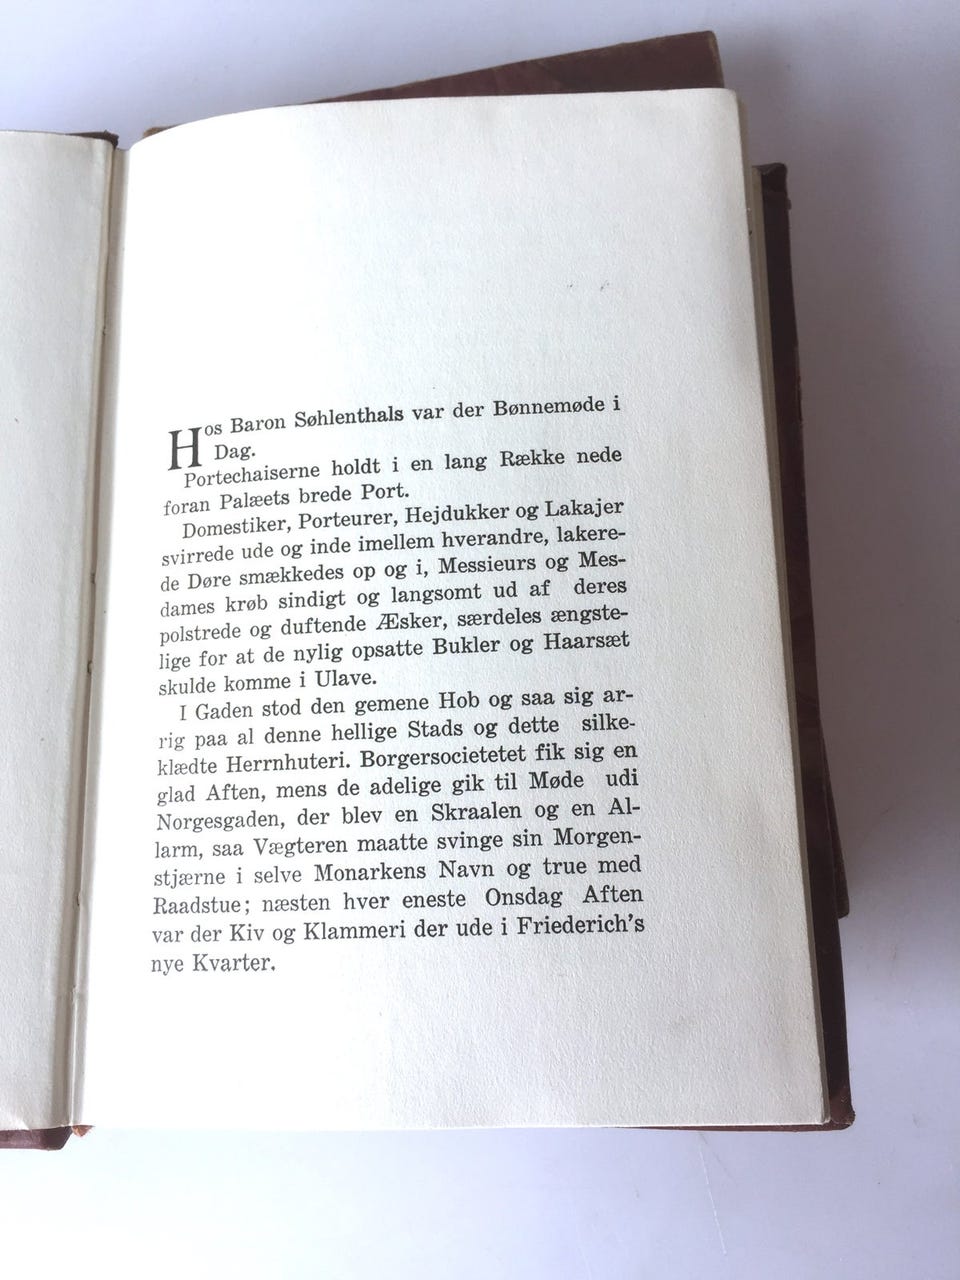 Hos Baron Søhlenthals var der Bønnemøde i
Dag.
Portechaiserne holdt i en lang Række nede
foran Palæets brede Port.
Domestiker, Porteurer, Hejdukker og Lakajer
svirrede ude og inde imellem hverandre, lakere-
de Døre smækkedes op og i, Messieurs og Mes-
dames krøb sindigt og langsomt ud af deres
polstrede og duftende Æsker, særdeles ængste-
lige for at de nylig opsatte Bukler og Haarsæt
skulde komme i Ulave.
I Gaden stod den gemene Hob og saa sig ar-
rig paa al denne hellige Stads og dette silke-
klædte Herrnhuteri. Borgersocietetet fik sig en
glad Aften, mens de adelige gik til Møde udi
Norgesgaden, der blev en Skraalen og en Al-
larm, saa Vægteren maatte svinge sin Morgen-
stjærne i selve Monarkens Navn og true med
Raadstue; næsten hver eneste Onsdag Aften
var der Kiv og Klammeri der ude i Friederich's
nye Kvarter.